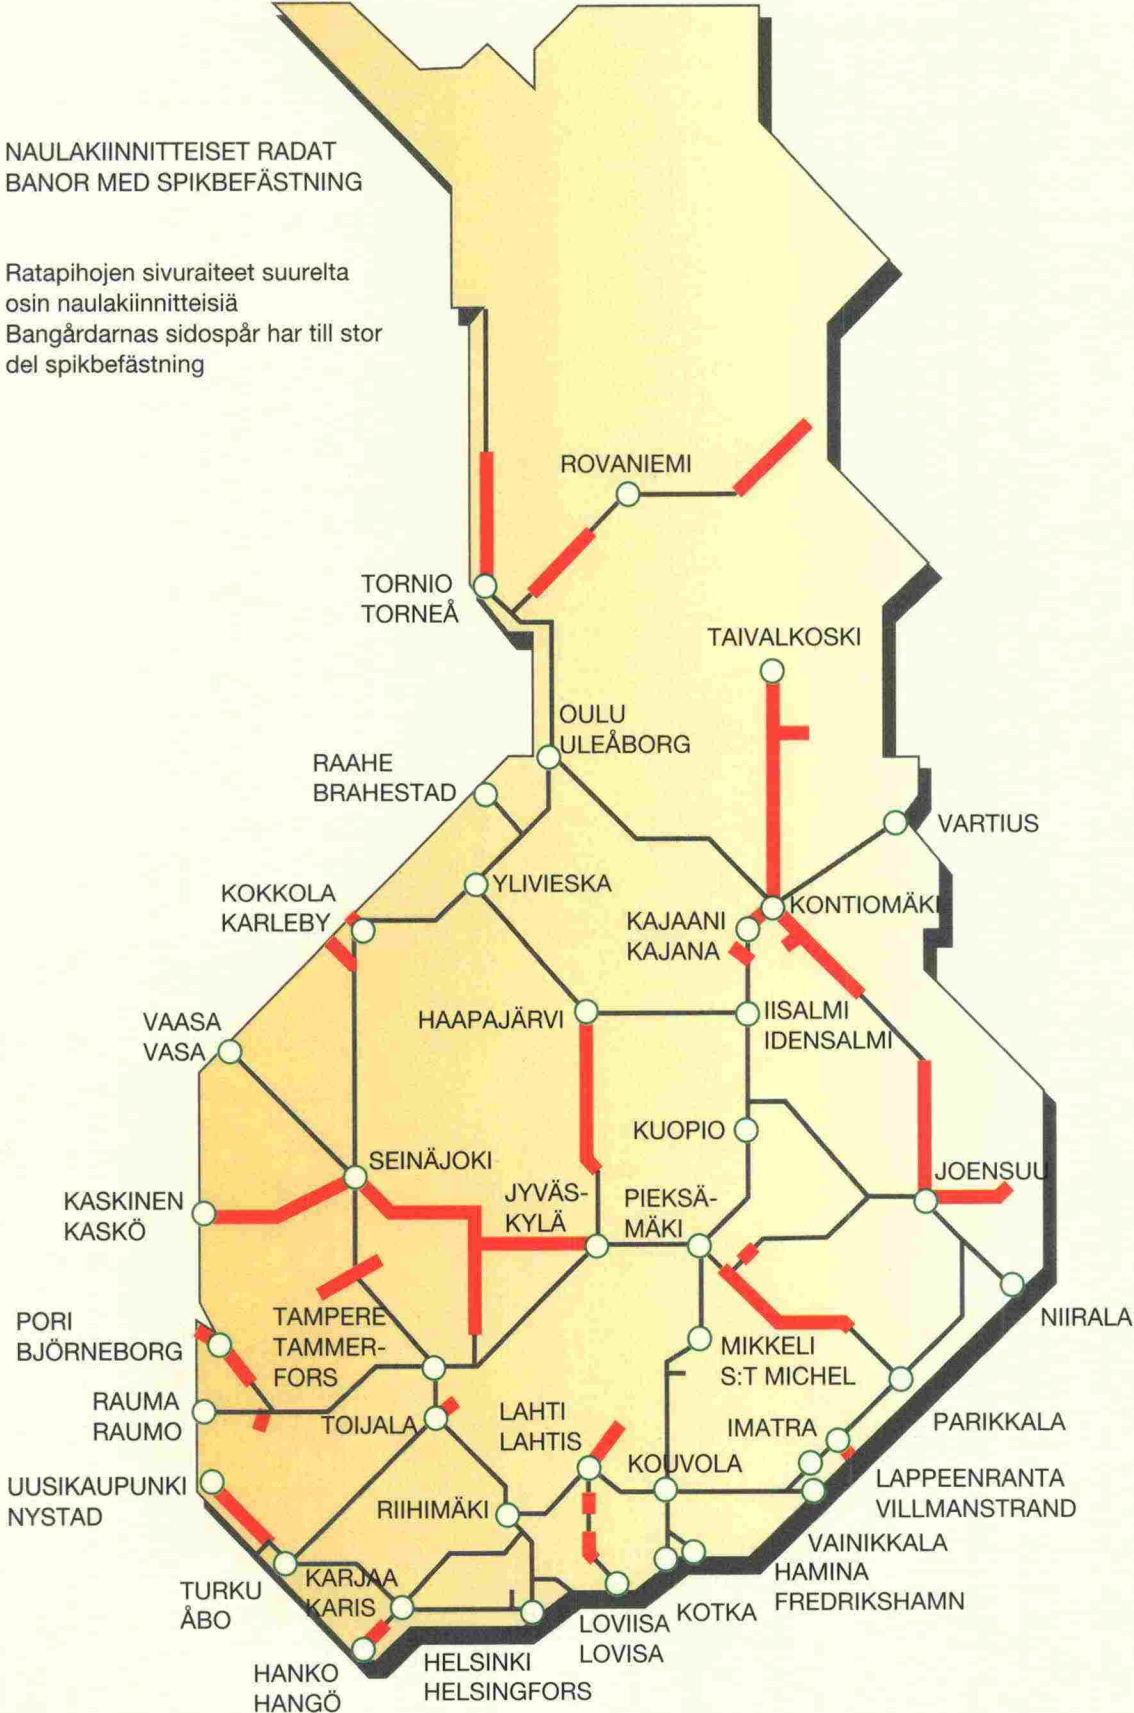 NAULAKIINNITTEISET RADAT
BANOR MED SPIKBEFÄSTNING
Ratapihojen sivuraiteet suurelta
osin naulakiinnitteisiä
Bangårdarnas sidospår har till stor
del spikbefästning
ROVANIEMI
TORNIO
TORNEÅ
TAIVALKOSKI
OULU
ULEÅBORG
RAAHE
BRAHESTAD
VARTIUS
YLIVIESKA
KOKKOLA
KARLEBY
KONTIOMÄKI
KAJAANI
KAJANA
HAAPAJÄRVI
IISALMI
IDENSALMI
VAASA
VASA
KUOPIO
SEINÄJOKI
JOENSUU
KASKINEN
KASKÖ
JYVÄS-
KYLÄ
PIEKSÄ-
MÄKI
NIIRALA
PORI
BJÖRNEBORG
TAMPERE
TAMMER-
FORS
MIKKELI
S:T MICHEL
RAUMA
RAUMO
TOIJALA
LAHTI
LAHTIS
IMATRA
PARIKKALA
KOUVOLA
UUSIKAUPUNKI
NYSTAD
RIIHIMÄKI
LAPPEENRANTA
VILLMANSTRAND
VAINIKKALA
HAMINA
FREDRIKSHAMN
TURKU
ÅBO
KARJAA
KARIS
KOTKA
LOVIISA
LOVISA
HELSINKI
HELSINGFORS
HANKO
HANGÖ